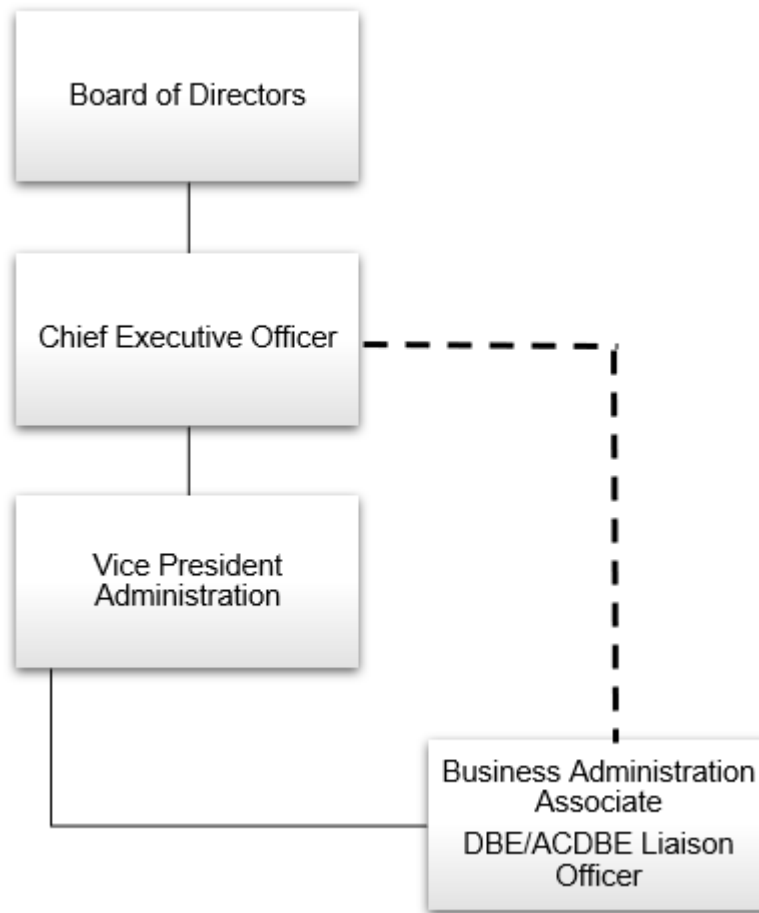 Board of Directors
Chief Executive Officer
Vice President
Administration
Business Administration
Associate
DBE/ACDBE Liaison
Officer